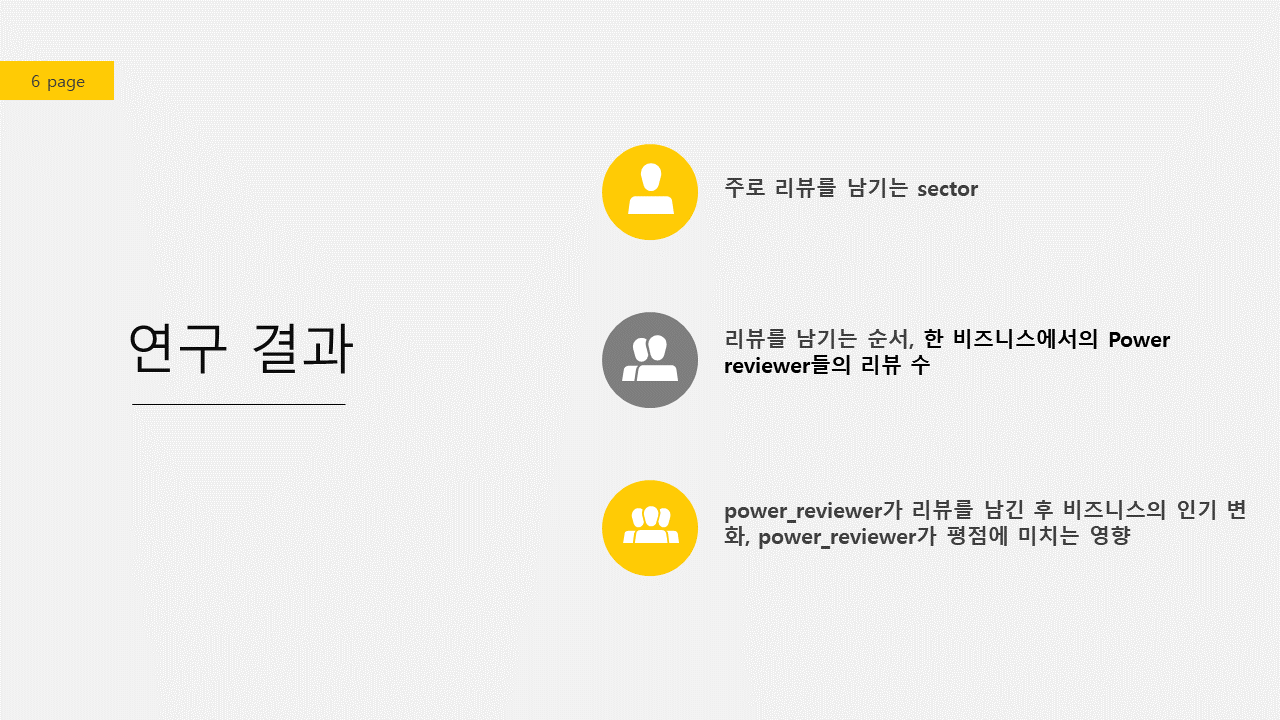 6 page
주로 리뷰를 남기는 sector
연구 결과
리뷰를 남기는 순서, 한 비즈니스에서의 Power
reviewer들의 리뷰 수
power_reviewer가 리뷰를 남긴 후 비즈니스의 인기 변
화, power_reviewer가 평점에 미치는 영향